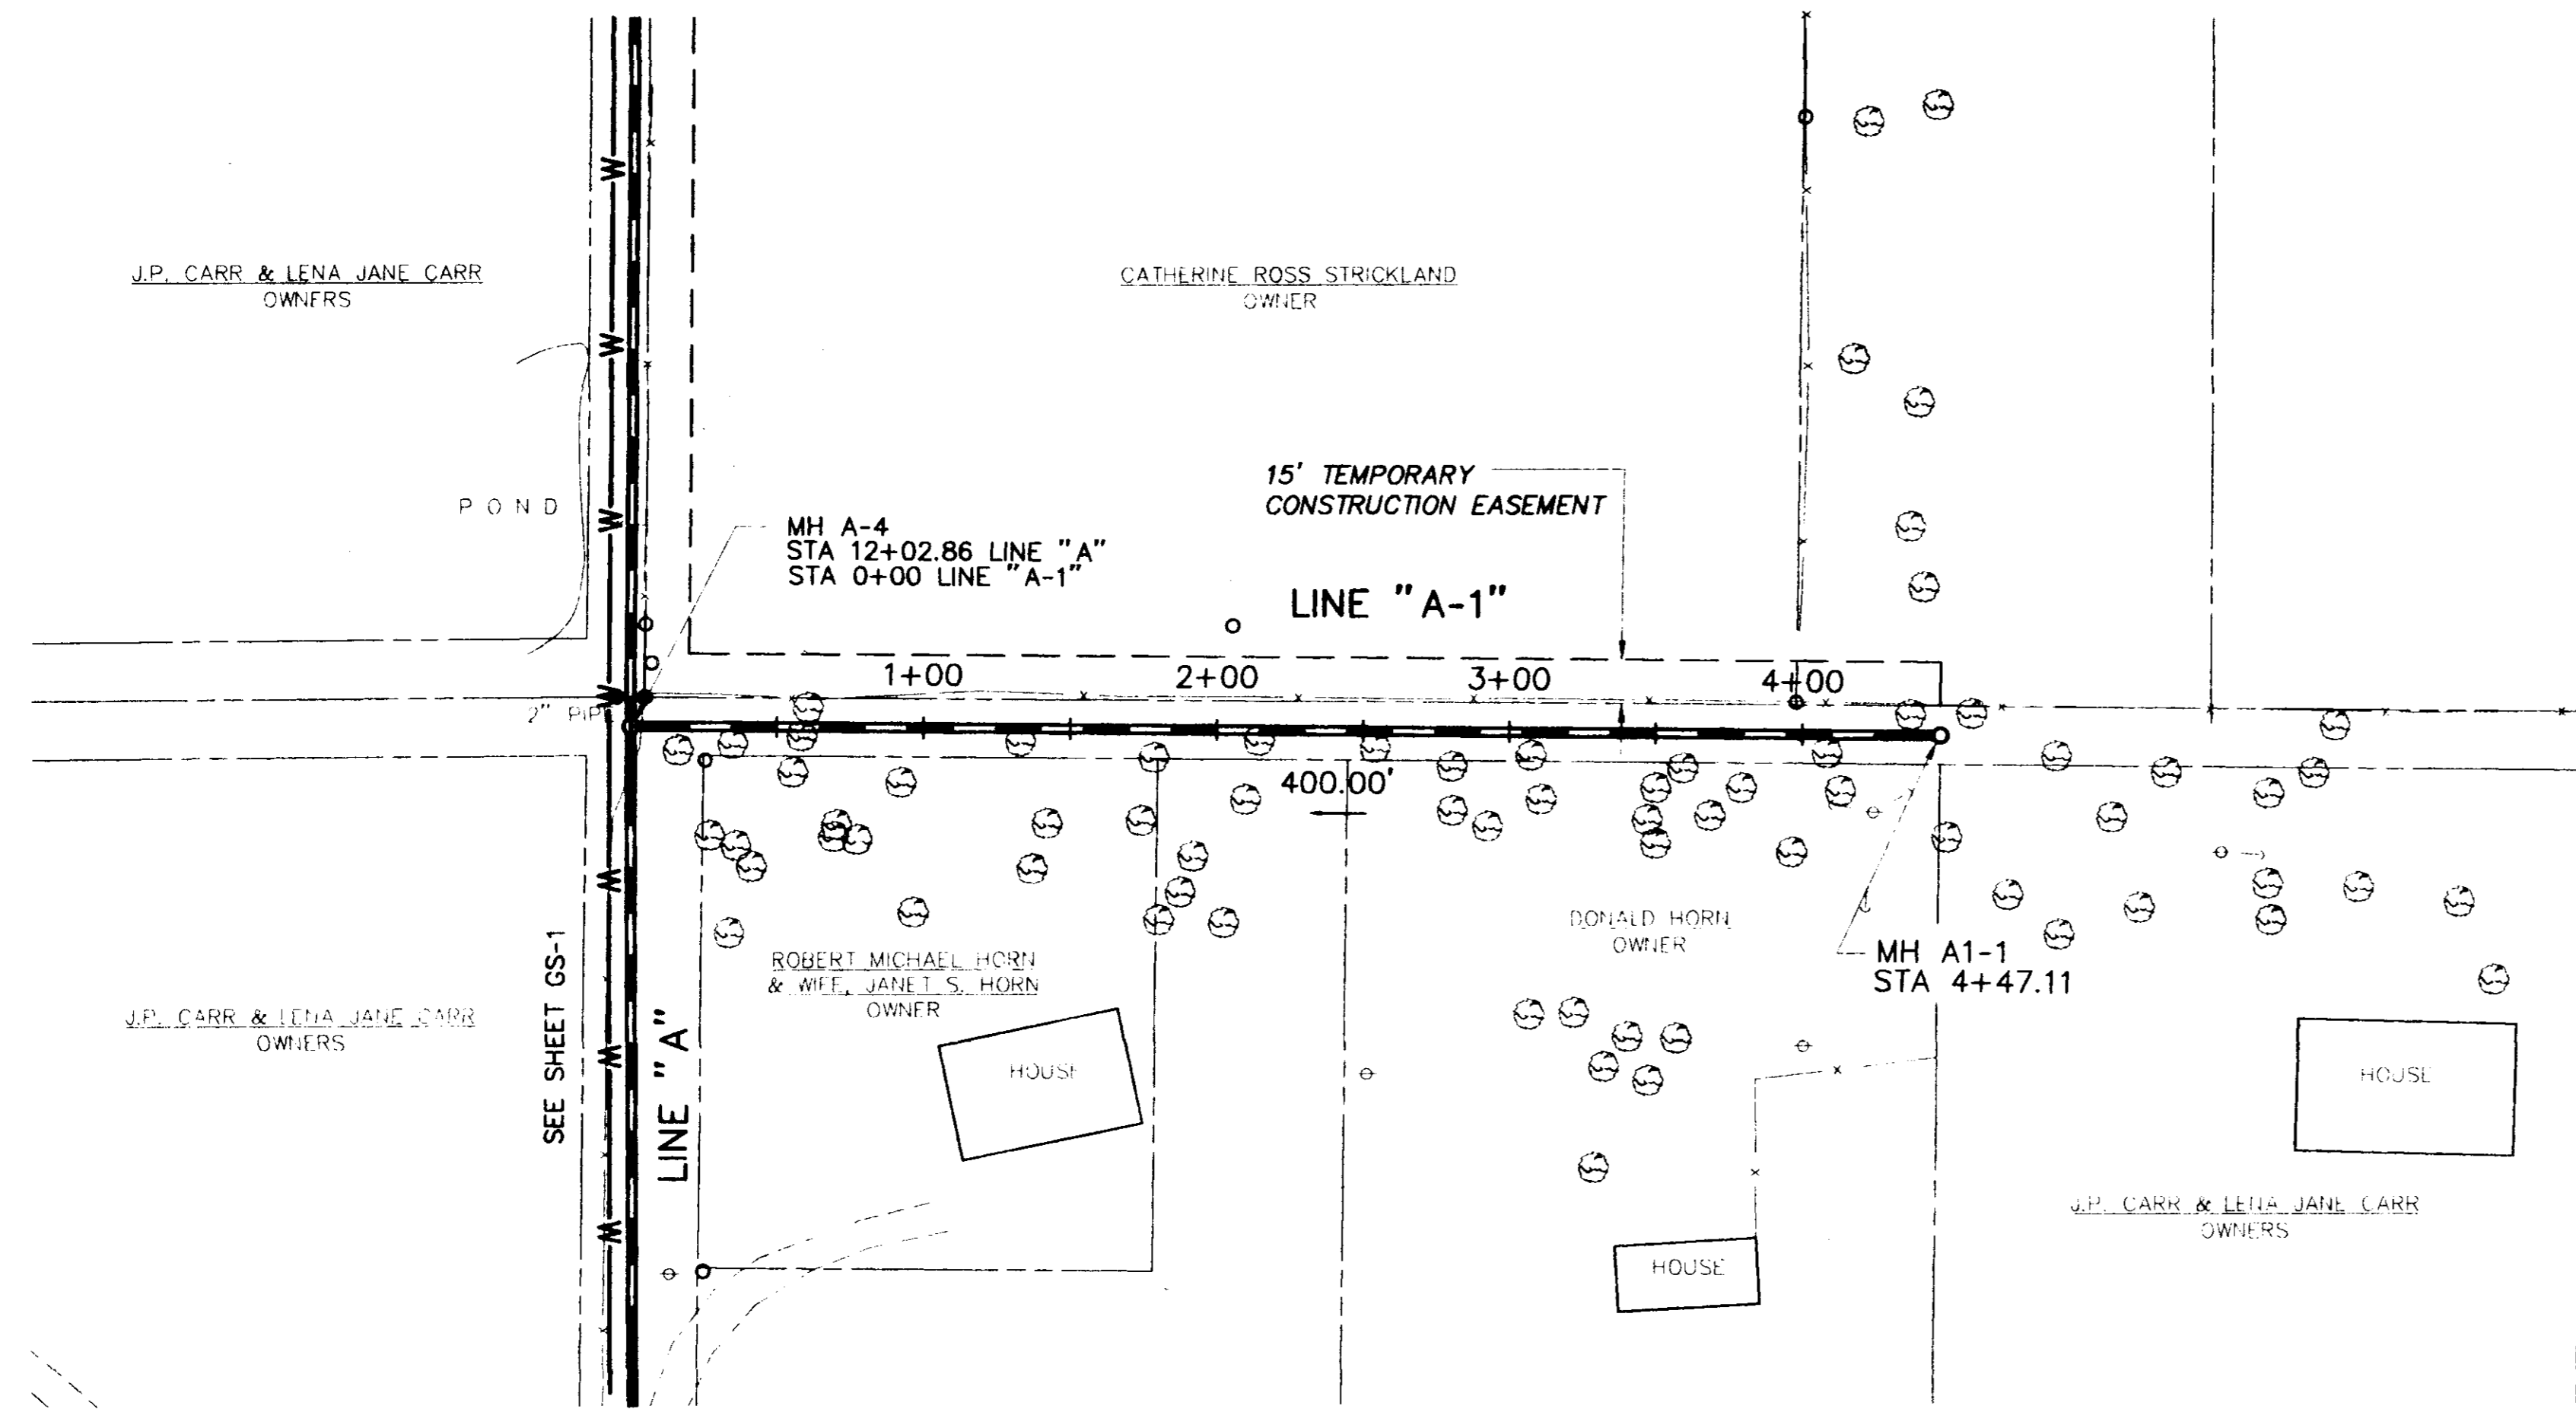 J.P. CARR & LENA JANE CARR
OWNERS
CATHERINE ROSS STRICKLAND
OWNER
W
W
W
POND
15' TEMPORARY
CONSTRUCTION EASEMENT
MH A-4
STA 12+02.86 LINE "A"
STA 0+00 LINE "A-1"
LINE "A-1"
1+00
2+00
3+00
4+00
W
2" PIP
400.00'
W
DONALD HORN
OWNER
MH A1-1
STA 4+47.11
ROBERT MICHAEL HORN
& WIFE, JANET S. HORN
OWNER
J.P. CARR & LENA JANE CARR
OWNERS
SEE SHEET GS-1
LINE "A"
W
HOUSE
HOUSE
J.P. CARR & LENA JANE CARR
OWNERS
W
HOUSE